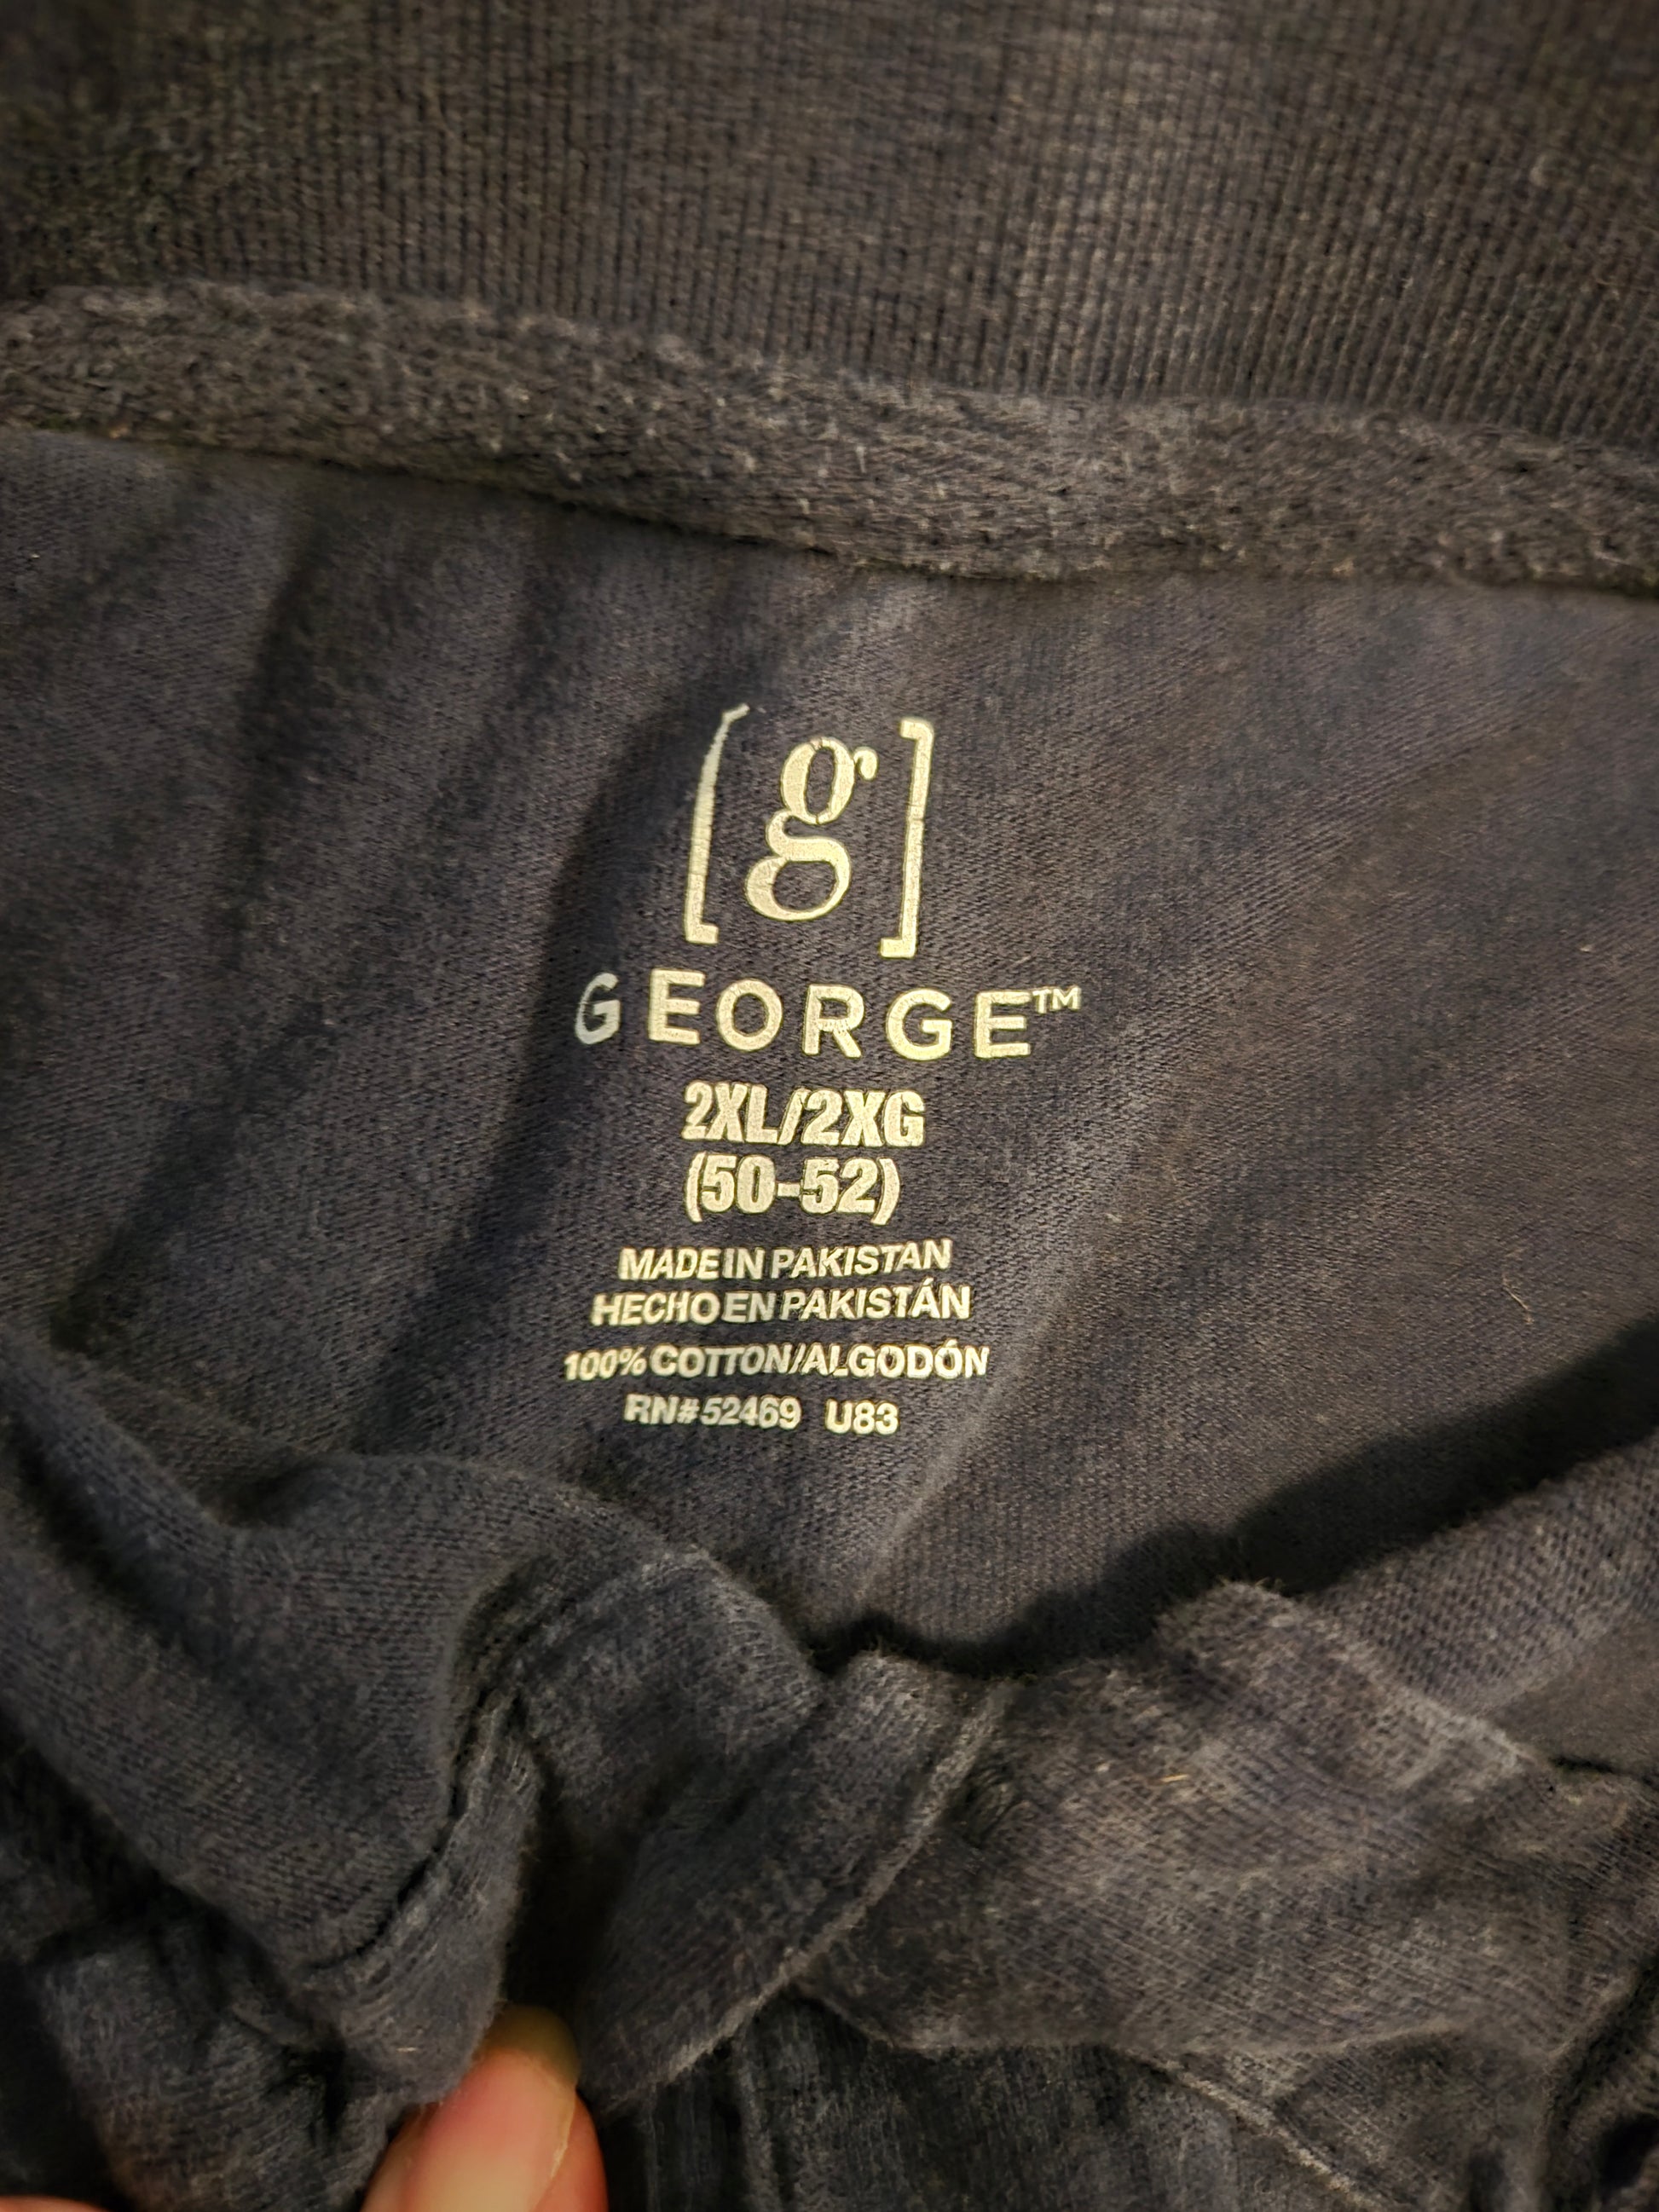 [g]
GEORGE™
2XL/2XG
(50-52)
MADE IN PAKISTAN
HECHO EN PAKISTÁN
100% COTTON/ALGODÓN
RN#52469 U83